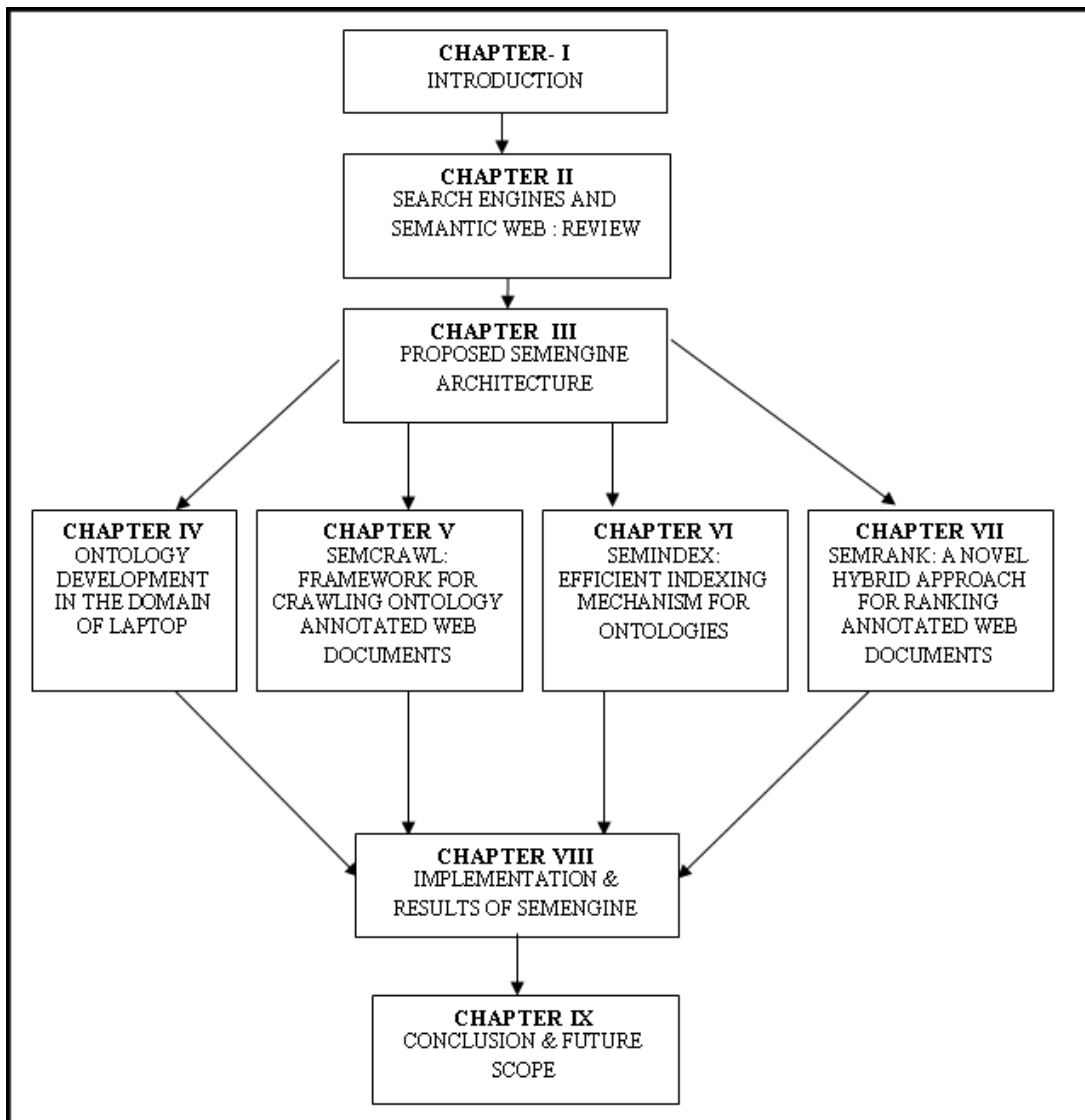 CHAPTER- I
INTRODUCTION
CHAPTER II
SEARCH ENGINES AND
SEMANTIC WEB : REVIEW
CHAPTER III
PROPOSED SEMENGINE
ARCHITECTURE
CHAPTER IV
ONTOLOGY
DEVELOPMENT
IN THE DOMAIN
OF LAPTOP
CHAPTER V
SEMCRAWL:
FRAMEWORK FOR
CRAWLING ONTOLOGY
ANNOTATED WEB
DOCUMENTS
CHAPTER VI
SEMINDEX:
EFFICIENT INDEXING
MECHANISM FOR
ONTOLOGIES
CHAPTER VII
SEMRANK: A NOVEL
HYBRID APPROACH
FOR RANKING
ANNOTATED WEB
DOCUMENTS
CHAPTER VIII
IMPLEMENTATION &
RESULTS OF SEMENGINE
CHAPTER IX
CONCLUSION & FUTURE
SCOPE